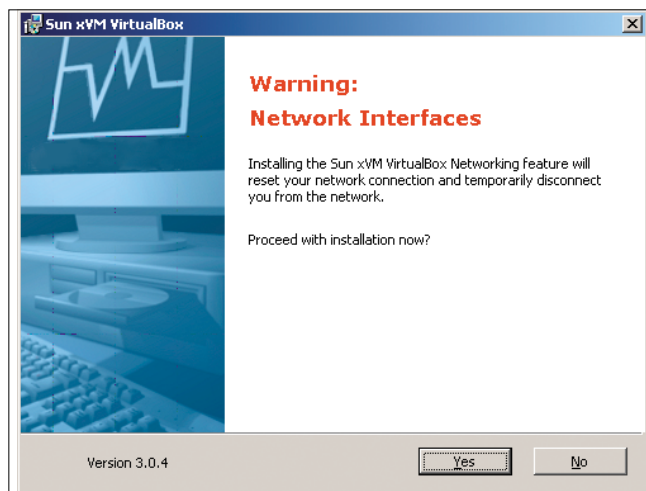 Sun xVM VirtualBox
Warning:
Network Interfaces
Installing the Sun xVM VirtualBox Networking feature will
reset your network connection and temporarily disconnect
you from the network.
Proceed with installation now?
Version 3.0.4
Yes
No